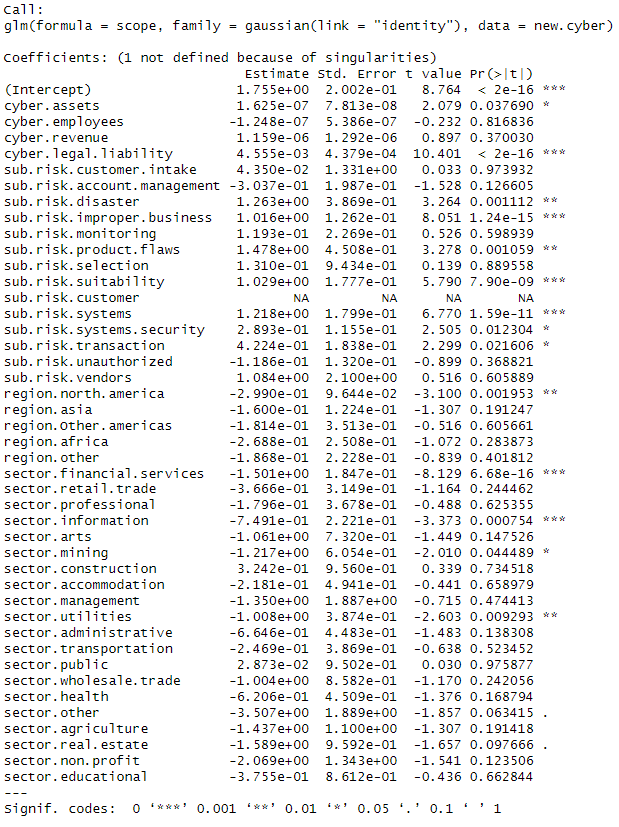 Call:
glm(formula = scope, family = gaussian(link = "identity"), data = new.cyber)
Coefficients: (1 not defined because of singularities)
Estimate Std. Error t value Pr(>|t|)
(Intercept) 1.755e+00 2.002e-01 8.764 < 2e-16 ***
cyber.assets 1.625e-07 7.813e-08 2.079 0.037690 *
cyber.employees -1.248e-07 5.386e-07 -0.232 0.816836
cyber.revenue 1.159e-06 1.292e-06 0.897 0.370030
cyber.legal.liability 4.555e-03 4.379e-04 10.401 < 2e-16 ***
sub.risk.customer.intake 4.350e-02 1.331e+00 0.033 0.973932
sub.risk.account.management -3.037e-01 1.987e-01 -1.528 0.126605
sub.risk.disaster 1.263e+00 3.869e-01 3.264 0.001112 **
sub.risk.improper.business 1.016e+00 1.262e-01 8.051 1.24e-15 ***
sub.risk.monitoring 1.193e-01 2.269e-01 0.526 0.598939
sub.risk.product.flaws 1.478e+00 4.508e-01 3.278 0.001059 **
sub.risk.selection 1.310e-01 9.434e-01 0.139 0.889558
sub.risk.suitability 1.029e+00 1.777e-01 5.790 7.90e-09 ***
sub.risk.customer NA NA NA NA
sub.risk.systems 1.218e+00 1.799e-01 6.770 1.59e-11 ***
sub.risk.systems.security 2.893e-01 1.155e-01 2.505 0.012304 *
sub.risk.transaction 4.224e-01 1.838e-01 2.299 0.021606 *
sub.risk.unauthorized -1.186e-01 1.320e-01 -0.899 0.368821
sub.risk.vendors 1.084e+00 2.100e+00 0.516 0.605889
region.north.america -2.990e-01 9.644e-02 -3.100 0.001953 **
region.asia -1.600e-01 1.224e-01 -1.307 0.191247
region.Other.americas -1.814e-01 3.513e-01 -0.516 0.605661
region.africa -2.688e-01 2.508e-01 -1.072 0.283873
region.other -1.868e-01 2.228e-01 -0.839 0.401812
sector.financial.services -1.501e+00 1.847e-01 -8.129 6.68e-16 ***
sector.retail.trade -3.666e-01 3.149e-01 -1.164 0.244462
sector.professional -1.796e-01 3.678e-01 -0.488 0.625355
sector.information -7.491e-01 2.221e-01 -3.373 0.000754 ***
sector.arts -1.061e+00 7.320e-01 -1.449 0.147526
sector.mining -1.217e+00 6.054e-01 -2.010 0.044489 *
sector.construction 3.242e-01 9.560e-01 0.339 0.734518
sector.accommodation -2.181e-01 4.941e-01 -0.441 0.658979
sector.management -1.350e+00 1.887e+00 -0.715 0.474413
sector.utilities -1.008e+00 3.874e-01 -2.603 0.009293 **
sector.administrative -6.646e-01 4.483e-01 -1.483 0.138308
sector.transportation -2.469e-01 3.869e-01 -0.638 0.523452
sector.public 2.873e-02 9.502e-01 0.030 0.975877
sector.wholesale.trade -1.004e+00 8.582e-01 -1.170 0.242056
sector.health -6.206e-01 4.509e-01 -1.376 0.168794
sector.other -3.507e+00 1.889e+00 -1.857 0.063415 .
sector.agriculture -1.437e+00 1.100e+00 -1.307 0.191418
sector.real.estate -1.589e+00 9.592e-01 -1.657 0.097666 .
sector.non.profit -2.069e+00 1.343e+00 -1.541 0.123506
sector.educational -3.755e-01 8.612e-01 -0.436 0.662844
---
Signif. codes: 0 ‘***’ 0.001 ‘**’ 0.01 ‘*’ 0.05 ‘.’ 0.1 ‘ ’ 1